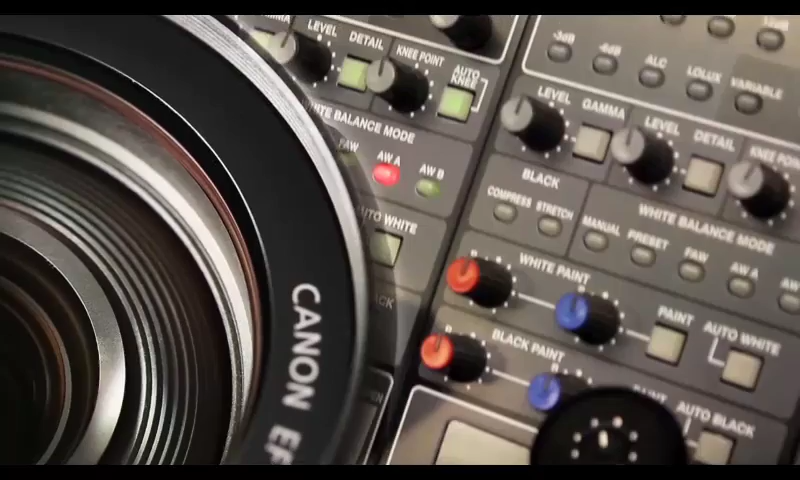 LEVEL
DETAIL
KNEE POINT
AUTO
KNEE
WHITE BALANCE MODE
FAW
AW A
AW B
AUTO WHITE
CANON
-3dB
-6dB
ALC
LOLUX
VARIABLE
LEVEL
GAMMA
LEVEL
DETAIL
KNEE POINT
BLACK
COMPRESS
STRETCH
WHITE BALANCE MODE
MANUAL
PRESET
FAW
AW A
WHITE PAINT
PAINT
AUTO WHITE
BLACK PAINT
AUTO BLACK